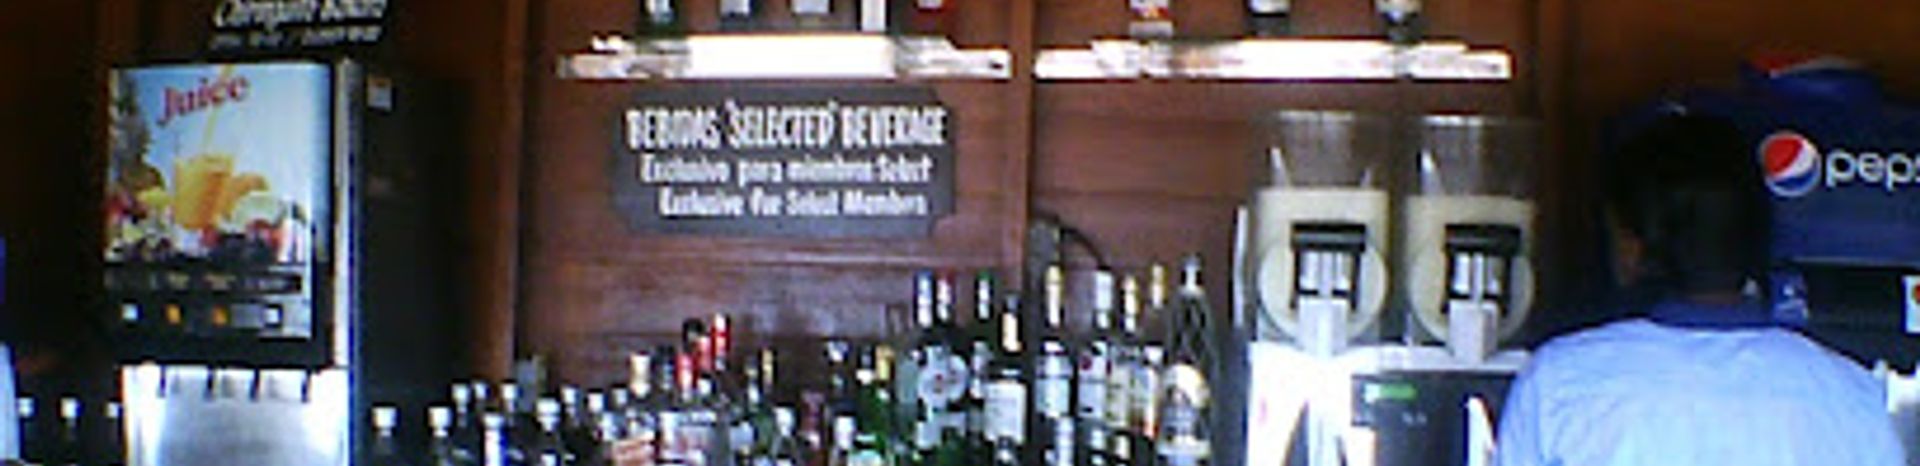 Juice
BEBIDAS 'SELECTED' BEVERAGE
Exclusivo para miembros Select
Exclusive For Select Members
pepsi